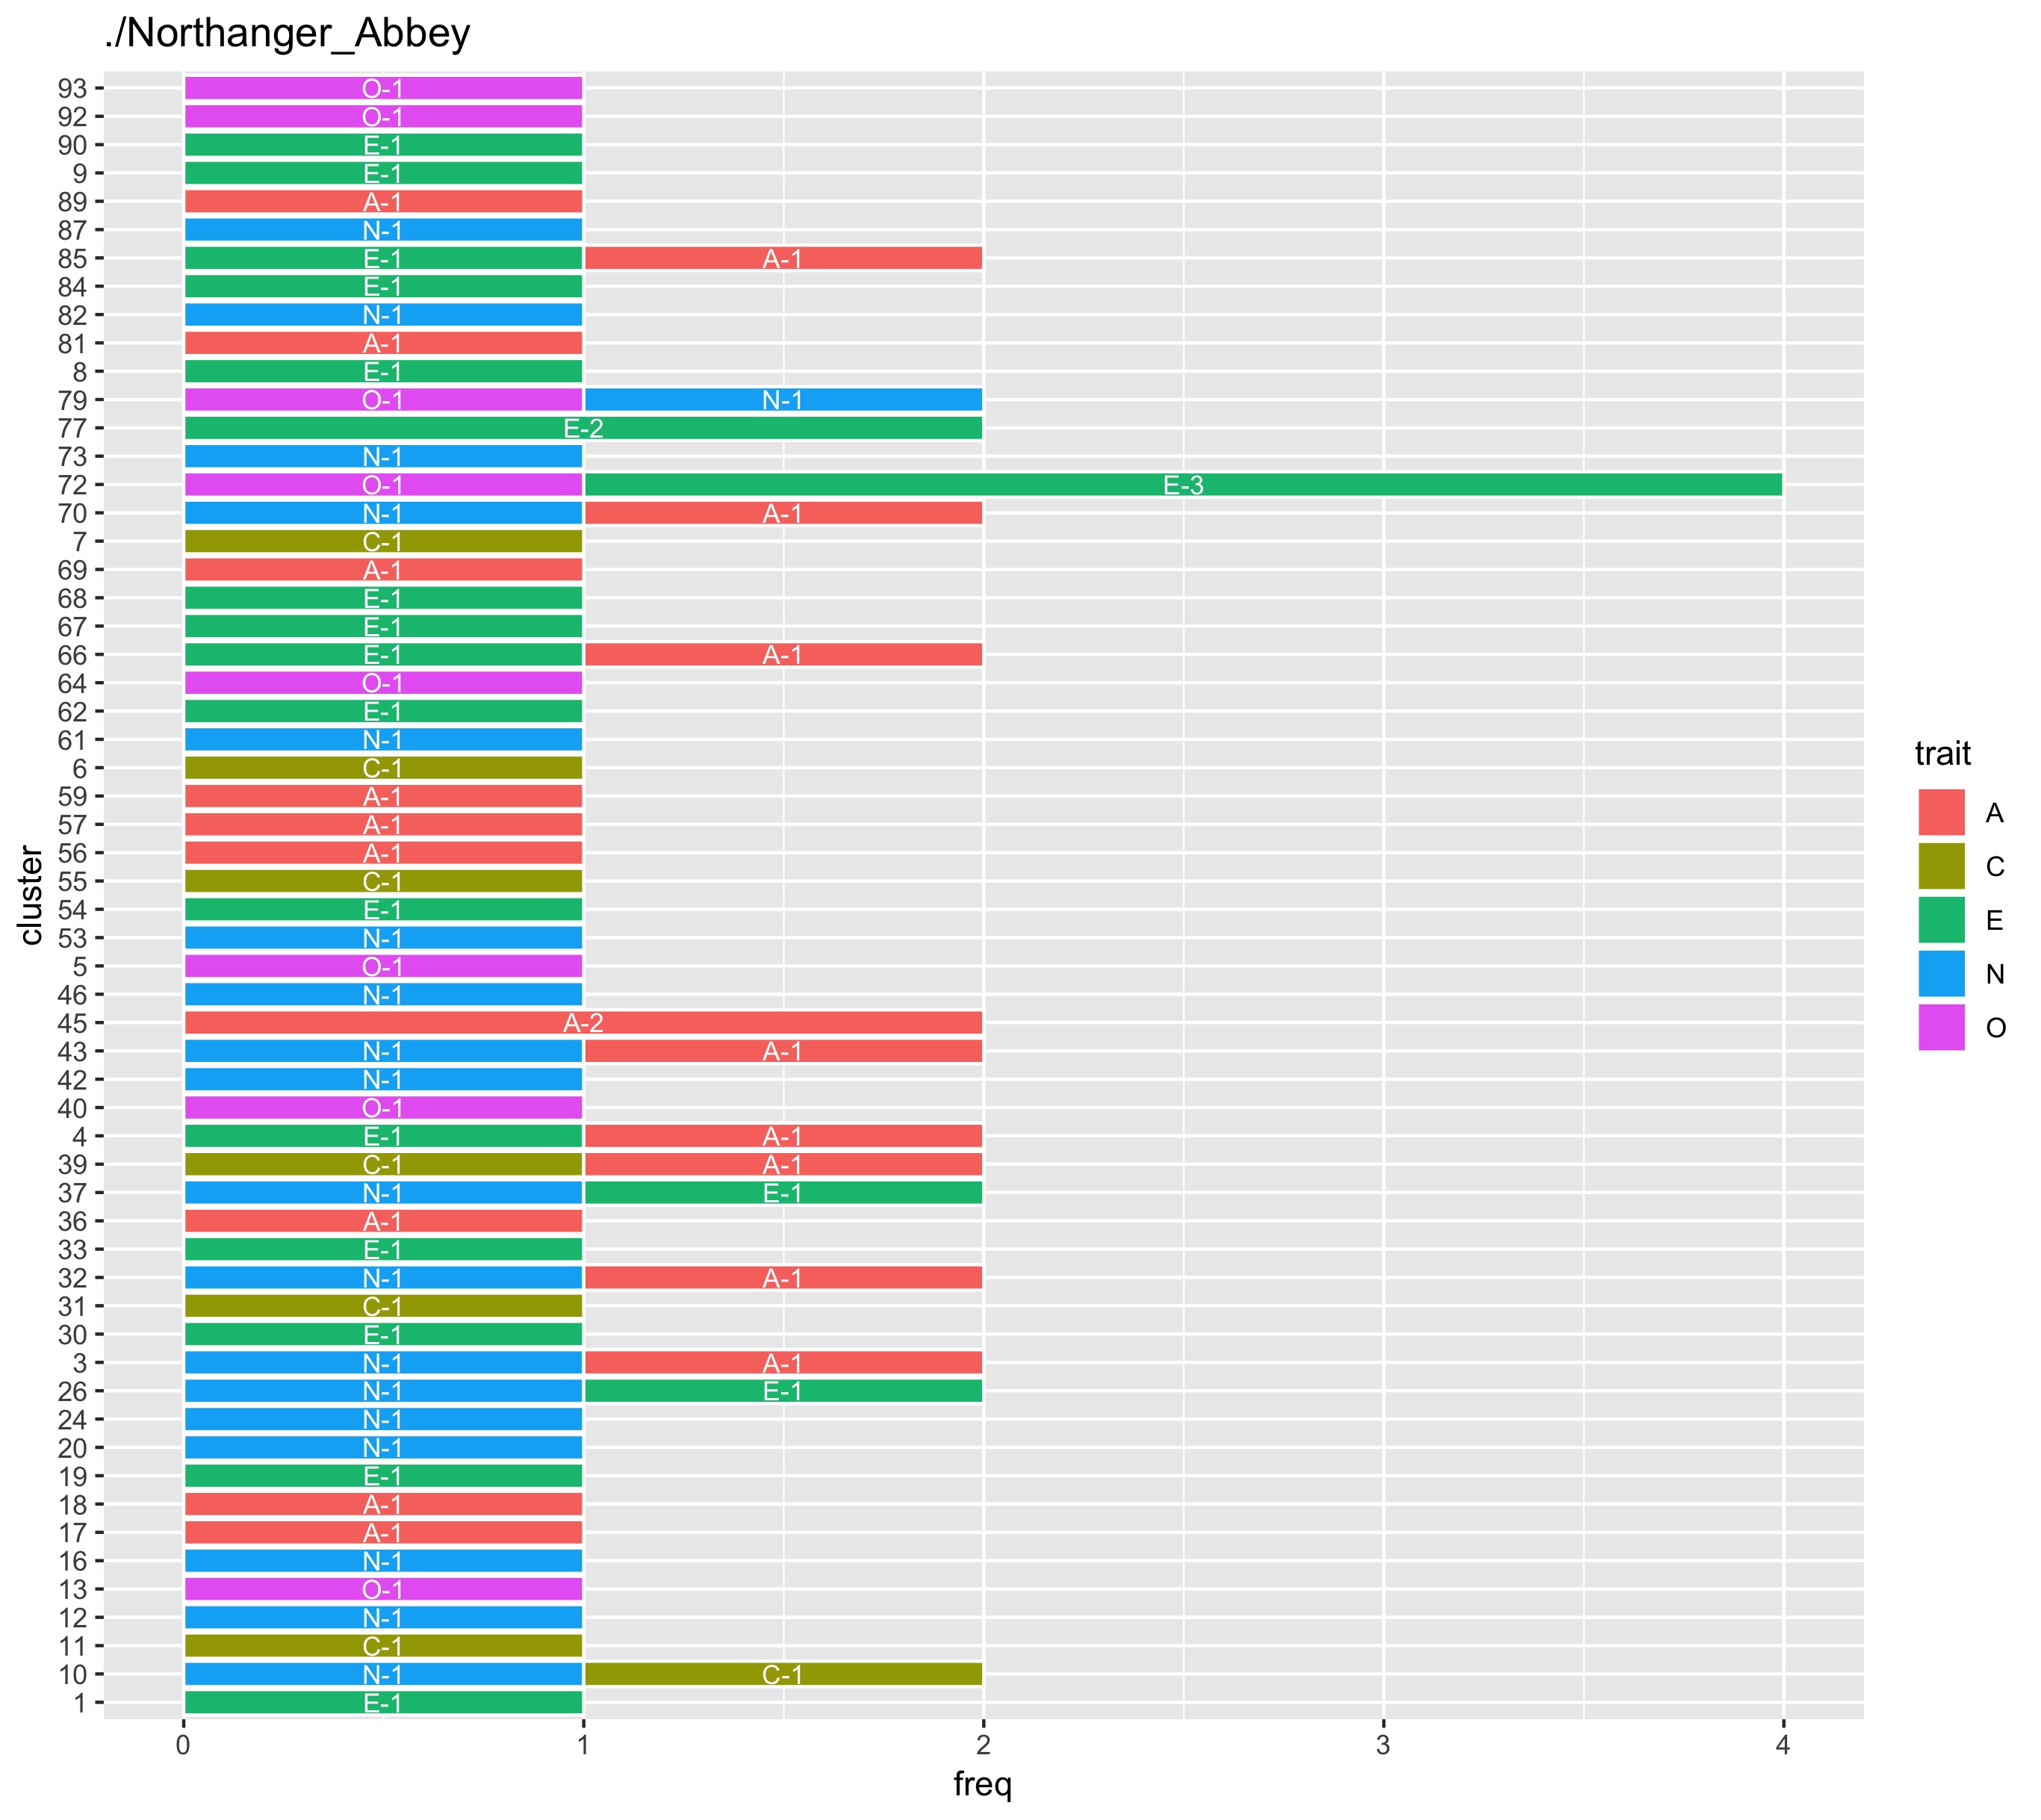 ./Northanger_Abbey
93 O-1
92 O-1
90 E-1
9 E-1
89 A-1
87 N-1
85 E-1 A-1
84 E-1
82 N-1
81 A-1
8 E-1
79 O-1 N-1
77 E-2
73 N-1
72 O-1 E-3
70 N-1 A-1
7 C-1
69 A-1
68 E-1
67 E-1
66 E-1 A-1
64 O-1
62 E-1
61 N-1
6 C-1
59 A-1
57 A-1
56 A-1
55 C-1
54 E-1
53 N-1
5 O-1
46 N-1
45 A-2
43 N-1 A-1
42 N-1
40 O-1
4 E-1 A-1
39 C-1 A-1
37 N-1 E-1
36 A-1
33 E-1
32 N-1 A-1
31 C-1
30 E-1
3 N-1 A-1
26 N-1 E-1
24 N-1
20 N-1
19 E-1
18 A-1
17 A-1
16 N-1
13 O-1
12 N-1
11 C-1
10 N-1 C-1
1 E-1
0 1 2 3 4
freq
cluster
trait
A
C
E
N
O